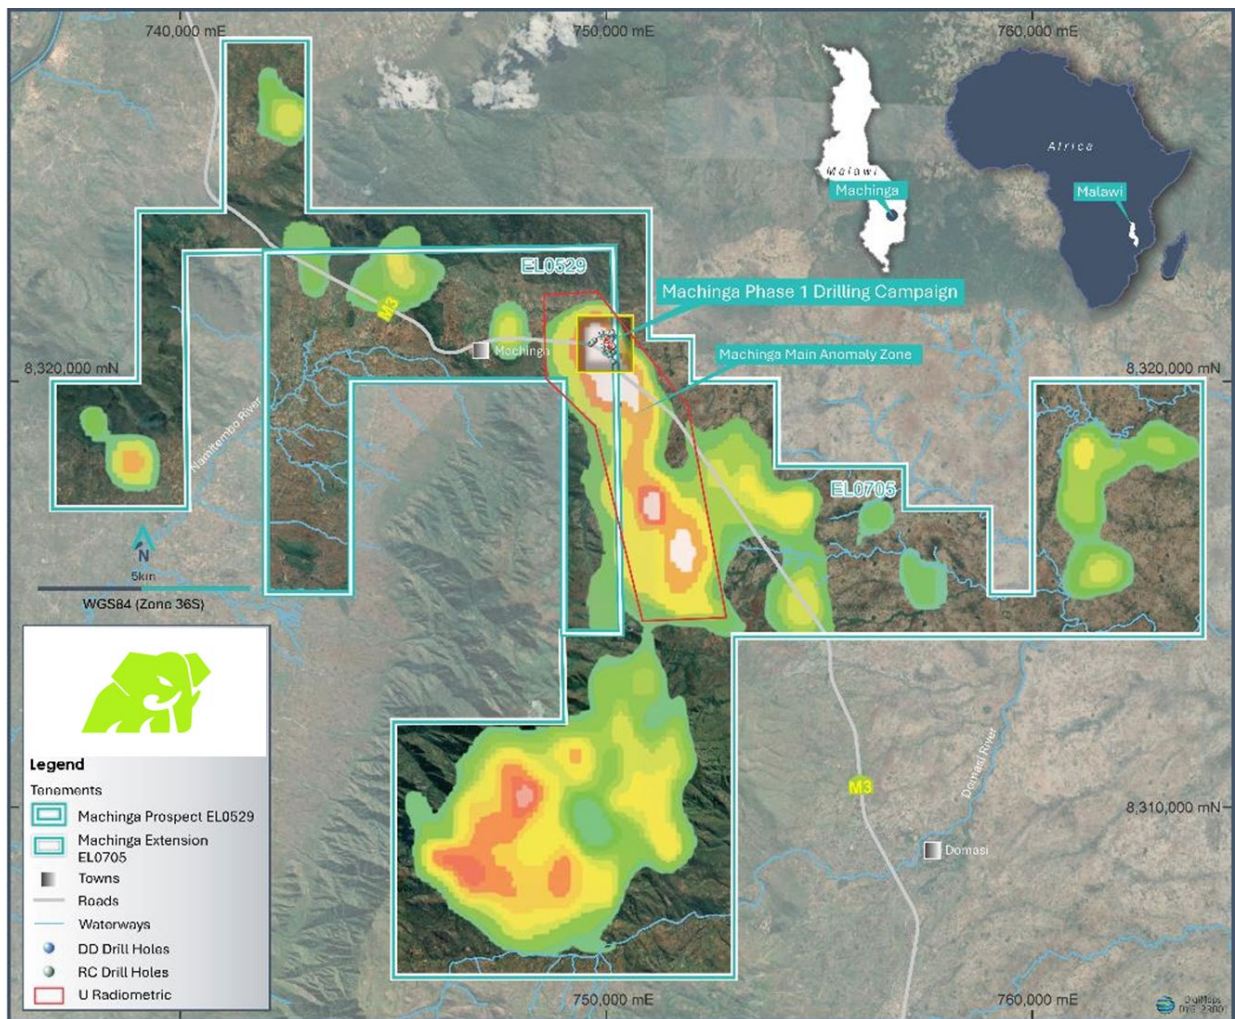 740,000 mE
750,000 mE
760,000 mE
Africa
Malawi
Machinga
Malawi
EL0529
Machinga Phase 1 Drilling Campaign
M3
Machinga
Machinga Main Anomaly Zone
8,320,000 mN
8,320,000 mN
Namitembo River
EL0705
N
5km
WGS84 (Zone 36S)
Legend
Tenements
Machinga Prospect EL0529
Machinga Extension
EL0705
Towns
Roads
Waterways
DD Drill Holes
RC Drill Holes
U Radiometric
M3
Domasi River
8,310,000 mN
Domasi
750,000 mE
760,000 mE
DigiMaps